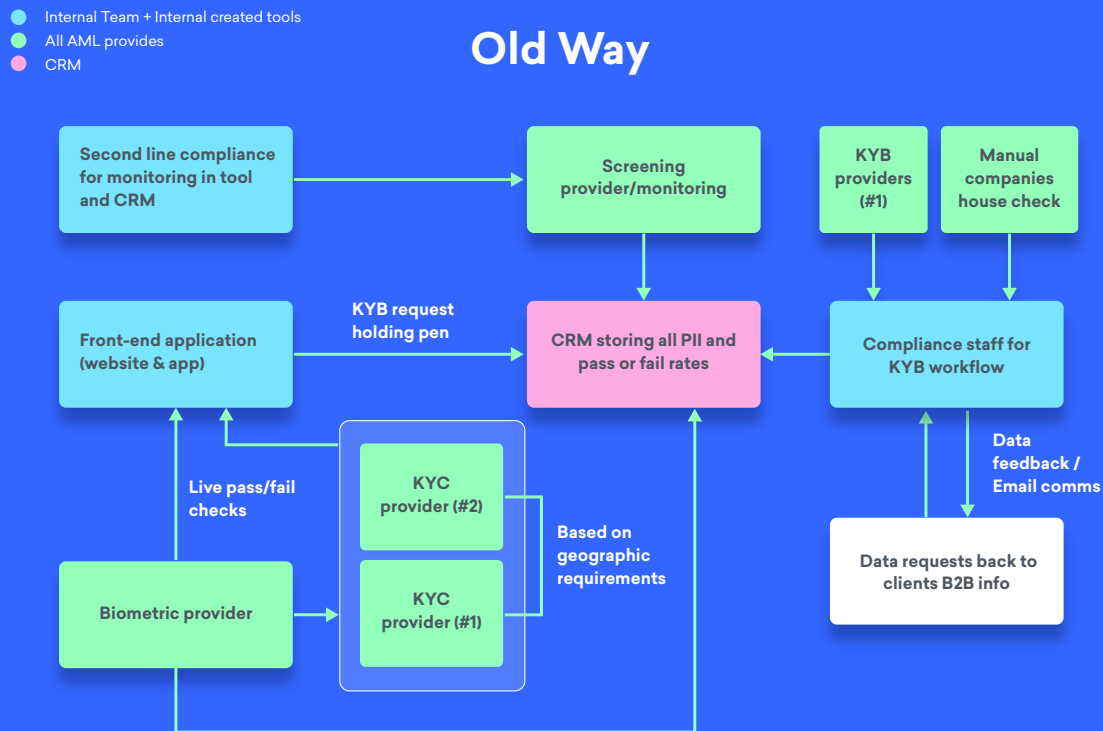 Internal Team + Internal created tools
All AML provides
CRM
Old Way
Second line compliance
for monitoring in tool
and CRM
Screening
provider/monitoring
KYB
providers
(#1)
Manual
companies
house check
Front-end application
(website & app)
KYB request
holding pen
CRM storing all PII and
pass or fail rates
Compliance staff for
KYB workflow
Live pass/fail
checks
KYC
provider (#2)
Based on
geographic
requirements
Data
feedback /
Email comms
Biometric provider
KYC
provider (#1)
Data requests back to
clients B2B info